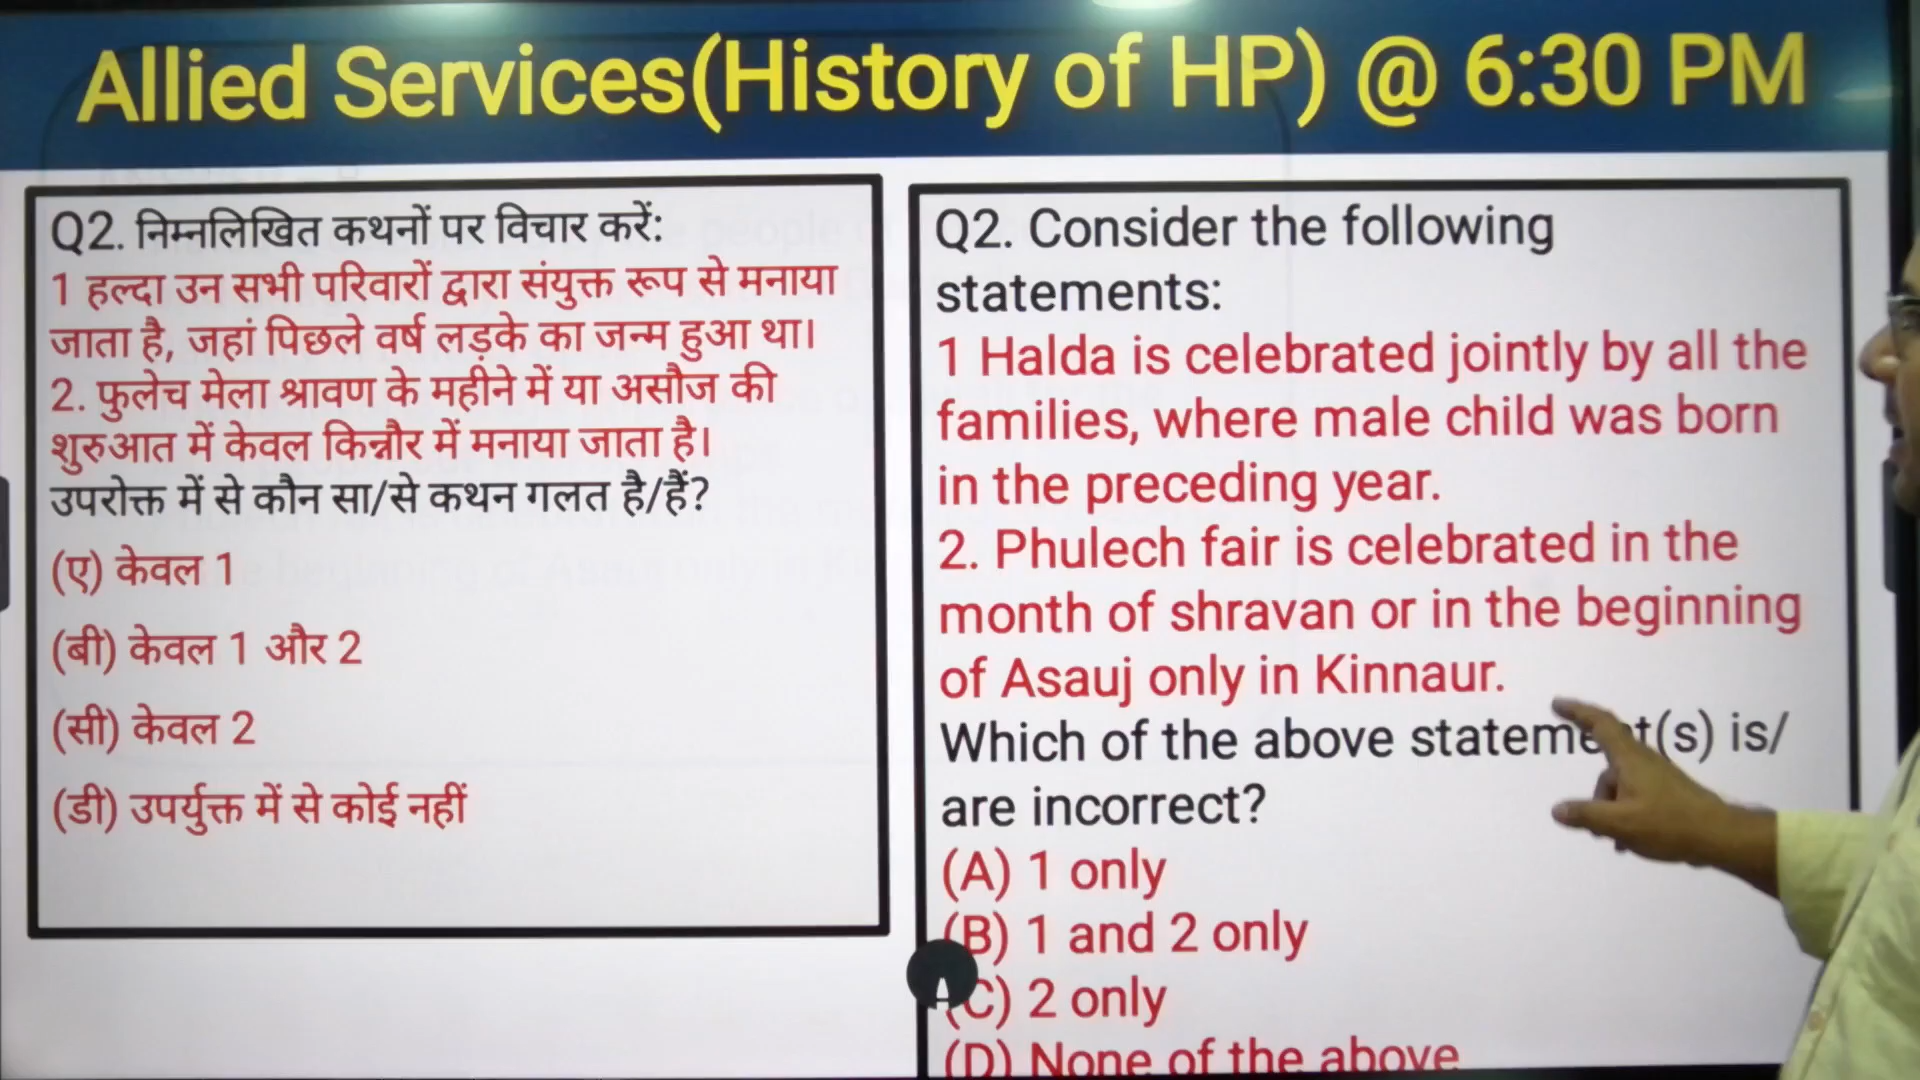 Allied Services(History of HP) @ 6:30 PM
Q2. निम्नलिखित कथनों पर विचार करें:
1 हल्दा उन सभी परिवारों द्वारा संयुक्त रूप से मनाया
जाता है, जहां पिछले वर्ष लड़के का जन्म हुआ था।
2. फुलेच मेला श्रावण के महीने में या असौज की
शुरुआत में केवल किन्नौर में मनाया जाता है।
उपरोक्त में से कौन सा/से कथन गलत है/हैं?
(ए) केवल 1
(बी) केवल 1 और 2
(सी) केवल 2
(डी) उपर्युक्त में से कोई नहीं
Q2. Consider the following
statements:
1 Halda is celebrated jointly by all the
families, where male child was born
in the preceding year.
2. Phulech fair is celebrated in the
month of shravan or in the beginning
of Asauj only in Kinnaur.
Which of the above statement(s) is/
are incorrect?
(A) 1 only
(B) 1 and 2 only
(C) 2 only
(D) None of the above